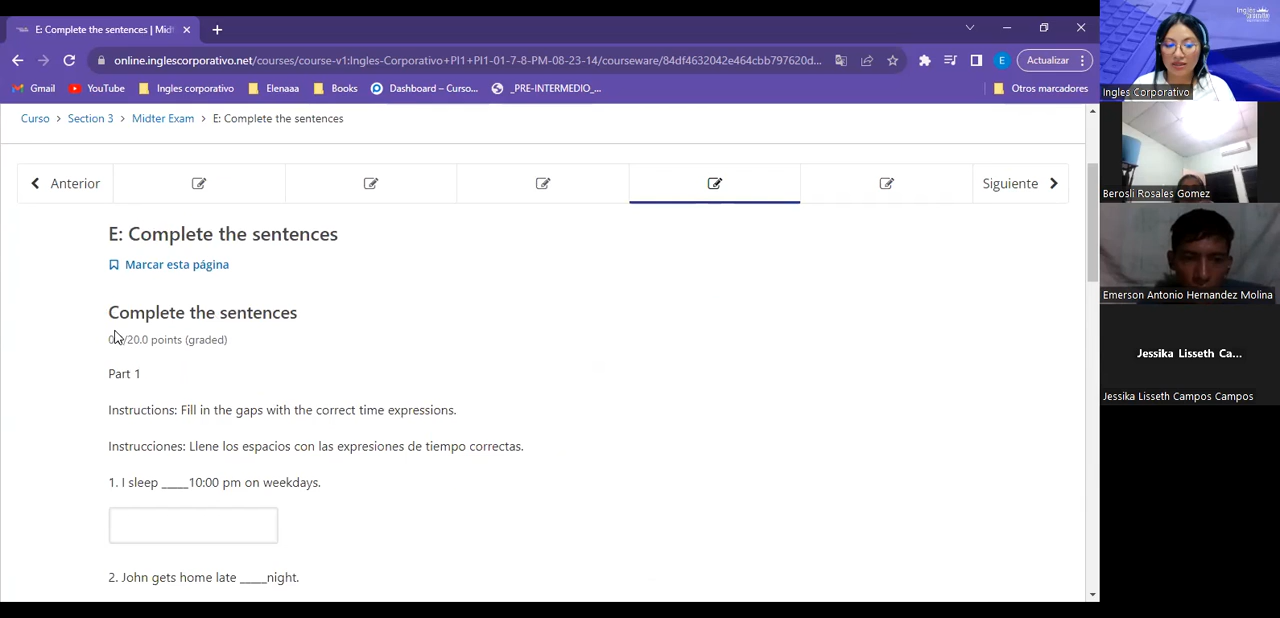 E: Complete the sentences | Mid
online.inglescorporativo.net/courses/course-v1:Ingles-Corporativo+PI1+PI1-01-7-8-PM-08-23-14/courseware/84df4632042e464cbb797620d...
E
Actualizar
Gmail
YouTube
Ingles corporativo
Elenaaa
Books
Dashboard – Curso...
_PRE-INTERMEDIO_...
Otros marcadores
Curso > Section 3 > Midter Exam > E: Complete the sentences
Anterior
Siguiente
E: Complete the sentences
Marcar esta página
Complete the sentences
/20.0 points (graded)
Part 1
Instructions: Fill in the gaps with the correct time expressions.
Instrucciones: Llene los espacios con las expresiones de tiempo correctas.
1. I sleep _____10:00 pm on weekdays.
2. John gets home late _____night.
Ingles Corporativo
Berosli Rosales Gomez
Emerson Antonio Hernandez Molina
Jessika Lisseth Ca...
Jessika Lisseth Campos Campos